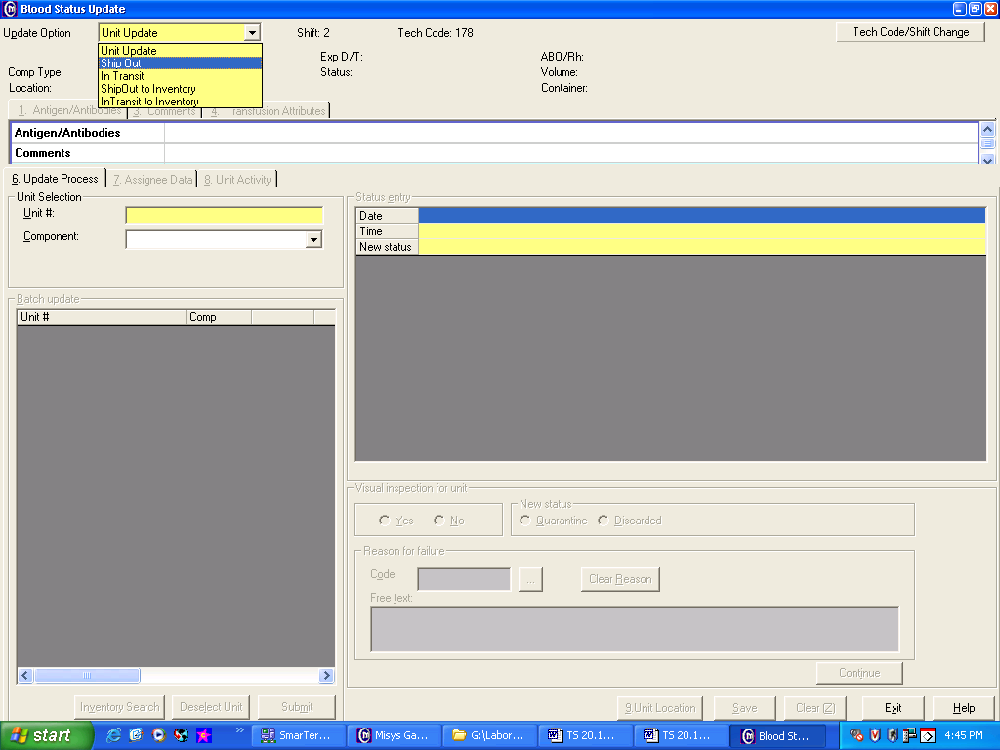 Blood Status Update
Update Option Unit Update Shift: 2 Tech Code: 178 Tech Code/Shift Change
Unit Update
Ship Out
In Transit
ShipOut to Inventory
InTransit to Inventory
Exp D/T: ABO/Rh:
Comp Type: Status: Volume:
Location: Container:
1. Antigen/Antibodies 3. Comments 4. Transfusion Attributes
Antigen/Antibodies
Comments
6. Update Process 7. Assignee Data 8. Unit Activity
Unit Selection
Unit #:
Component:
Status entry
Date
Time
New status
Batch update
Unit # Comp
Visual inspection for unit
Yes No
New status
Quarantine Discarded
Reason for failure
Code: ... Clear Reason
Free text:
Continue
Inventory Search Deselect Unit Submit 9.Unit Location Save Clear (Z) Exit Help
start » SmarTer... Misys Ga... G:\Labor... TS 20.1... TS 20.1... Blood St... 4:45 PM